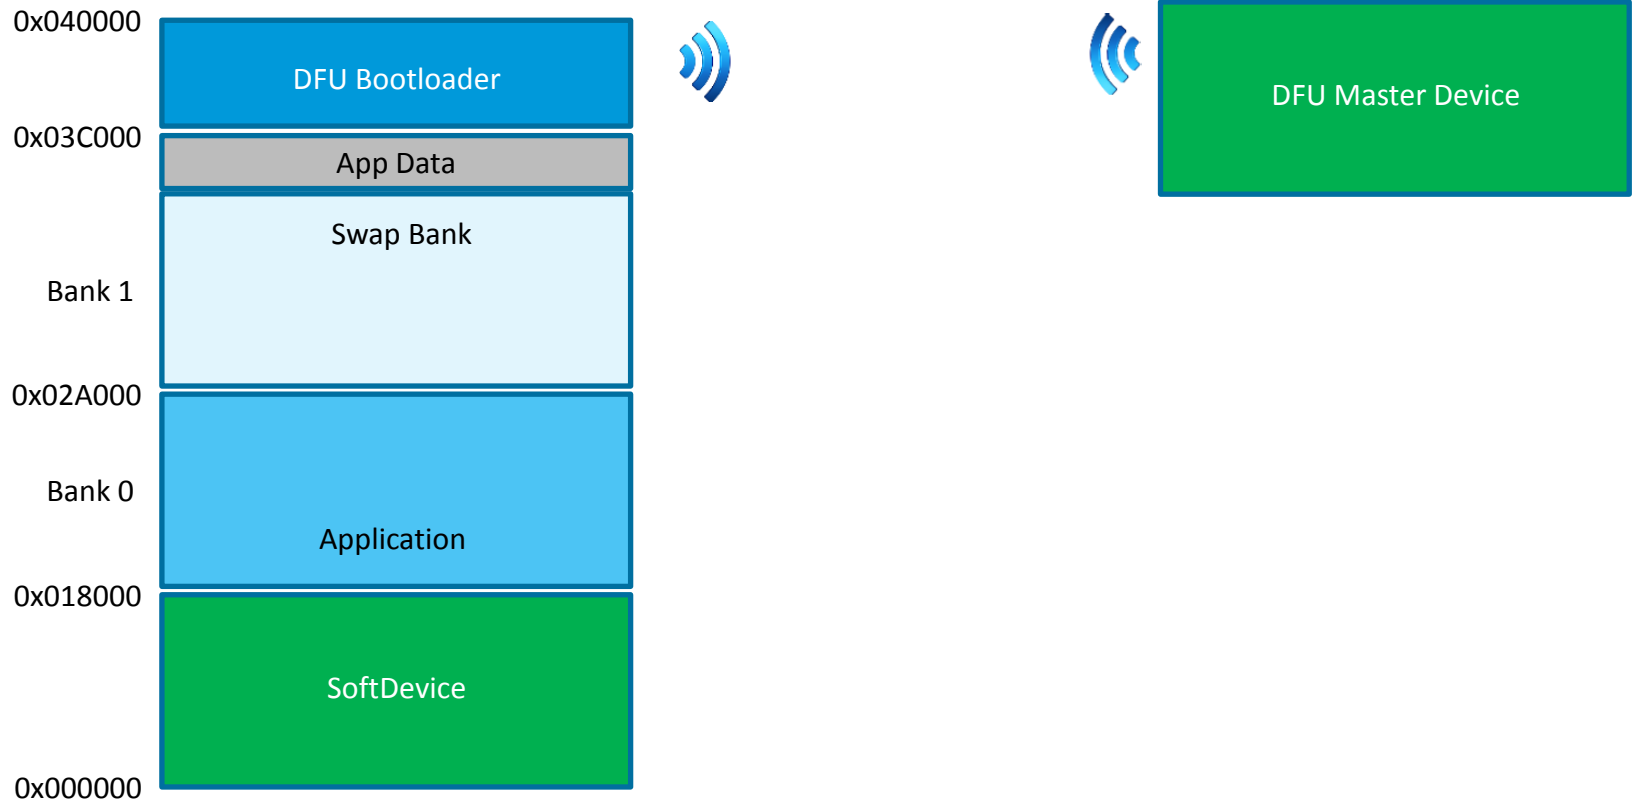 0x040000
DFU Bootloader
DFU Master Device
0x03C000
App Data
Swap Bank
Bank 1
0x02A000
Bank 0
Application
0x018000
SoftDevice
0x000000